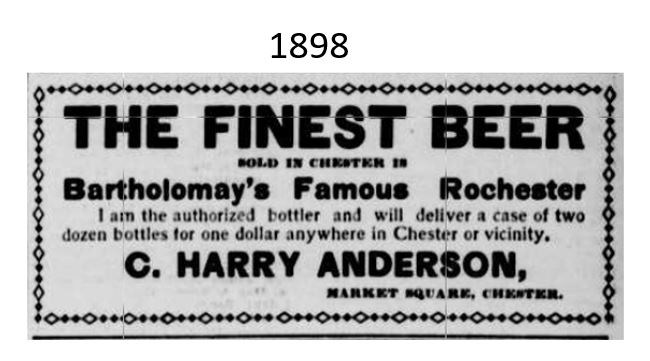 1898
THE FINEST BEER
SOLD IN CHESTER IS
Bartholomay's Famous Rochester
I am the authorized bottler and will deliver a case of two
dozen bottles for one dollar anywhere in Chester or vicinity.
C. HARRY ANDERSON,
MARKET SQUARE, CHESTER.